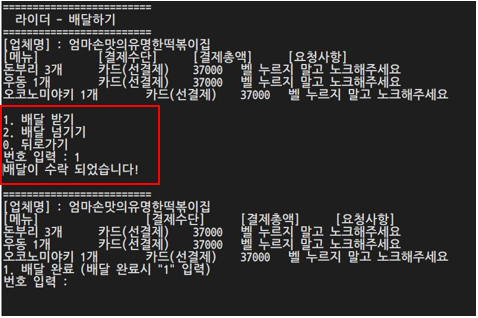 =========================
라이더 - 배달하기
=========================
[업체명] : 엄마손맛의유명한떡볶이집
[메뉴] [결제수단] [결제총액] [요청사항]
돈부리 3개 카드(선결제) 37000 벨 누르지 말고 노크해주세요
우동 1개 카드(선결제) 37000 벨 누르지 말고 노크해주세요
오코노미야키 1개 카드(선결제) 37000 벨 누르지 말고 노크해주세요
1. 배달 받기
2. 배달 넘기기
0. 뒤로가기
번호 입력 : 1
배달이 수락 되었습니다!
=========================
[업체명] : 엄마손맛의유명한떡볶이집
[메뉴] [결제수단] [결제총액] [요청사항]
돈부리 3개 카드(선결제) 37000 벨 누르지 말고 노크해주세요
우동 1개 카드(선결제) 37000 벨 누르지 말고 노크해주세요
오코노미야키 1개 카드(선결제) 37000 벨 누르지 말고 노크해주세요
1. 배달 완료 (배달 완료시 "1" 입력)
번호 입력 :